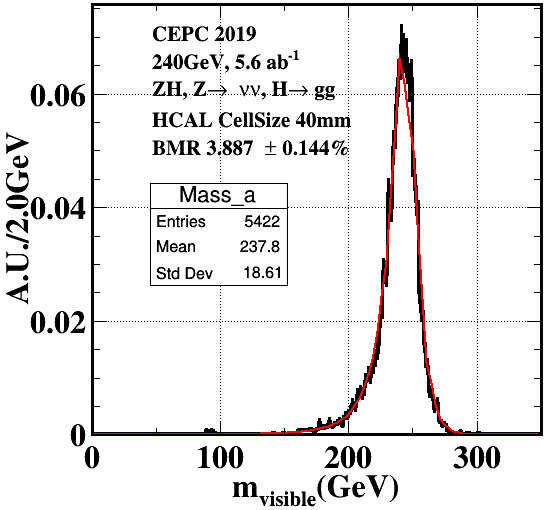 CEPC 2019
240GeV, 5.6 ab⁻¹
ZH, Z→ νν, H→ gg
HCAL CellSize 40mm
BMR 3.887 ± 0.144%
Mass_a
Entries 5422
Mean 237.8
Std Dev 18.61
A.U./2.0GeV
0.06
0.04
0.02
0
0 100 200 300
m_visible(GeV)